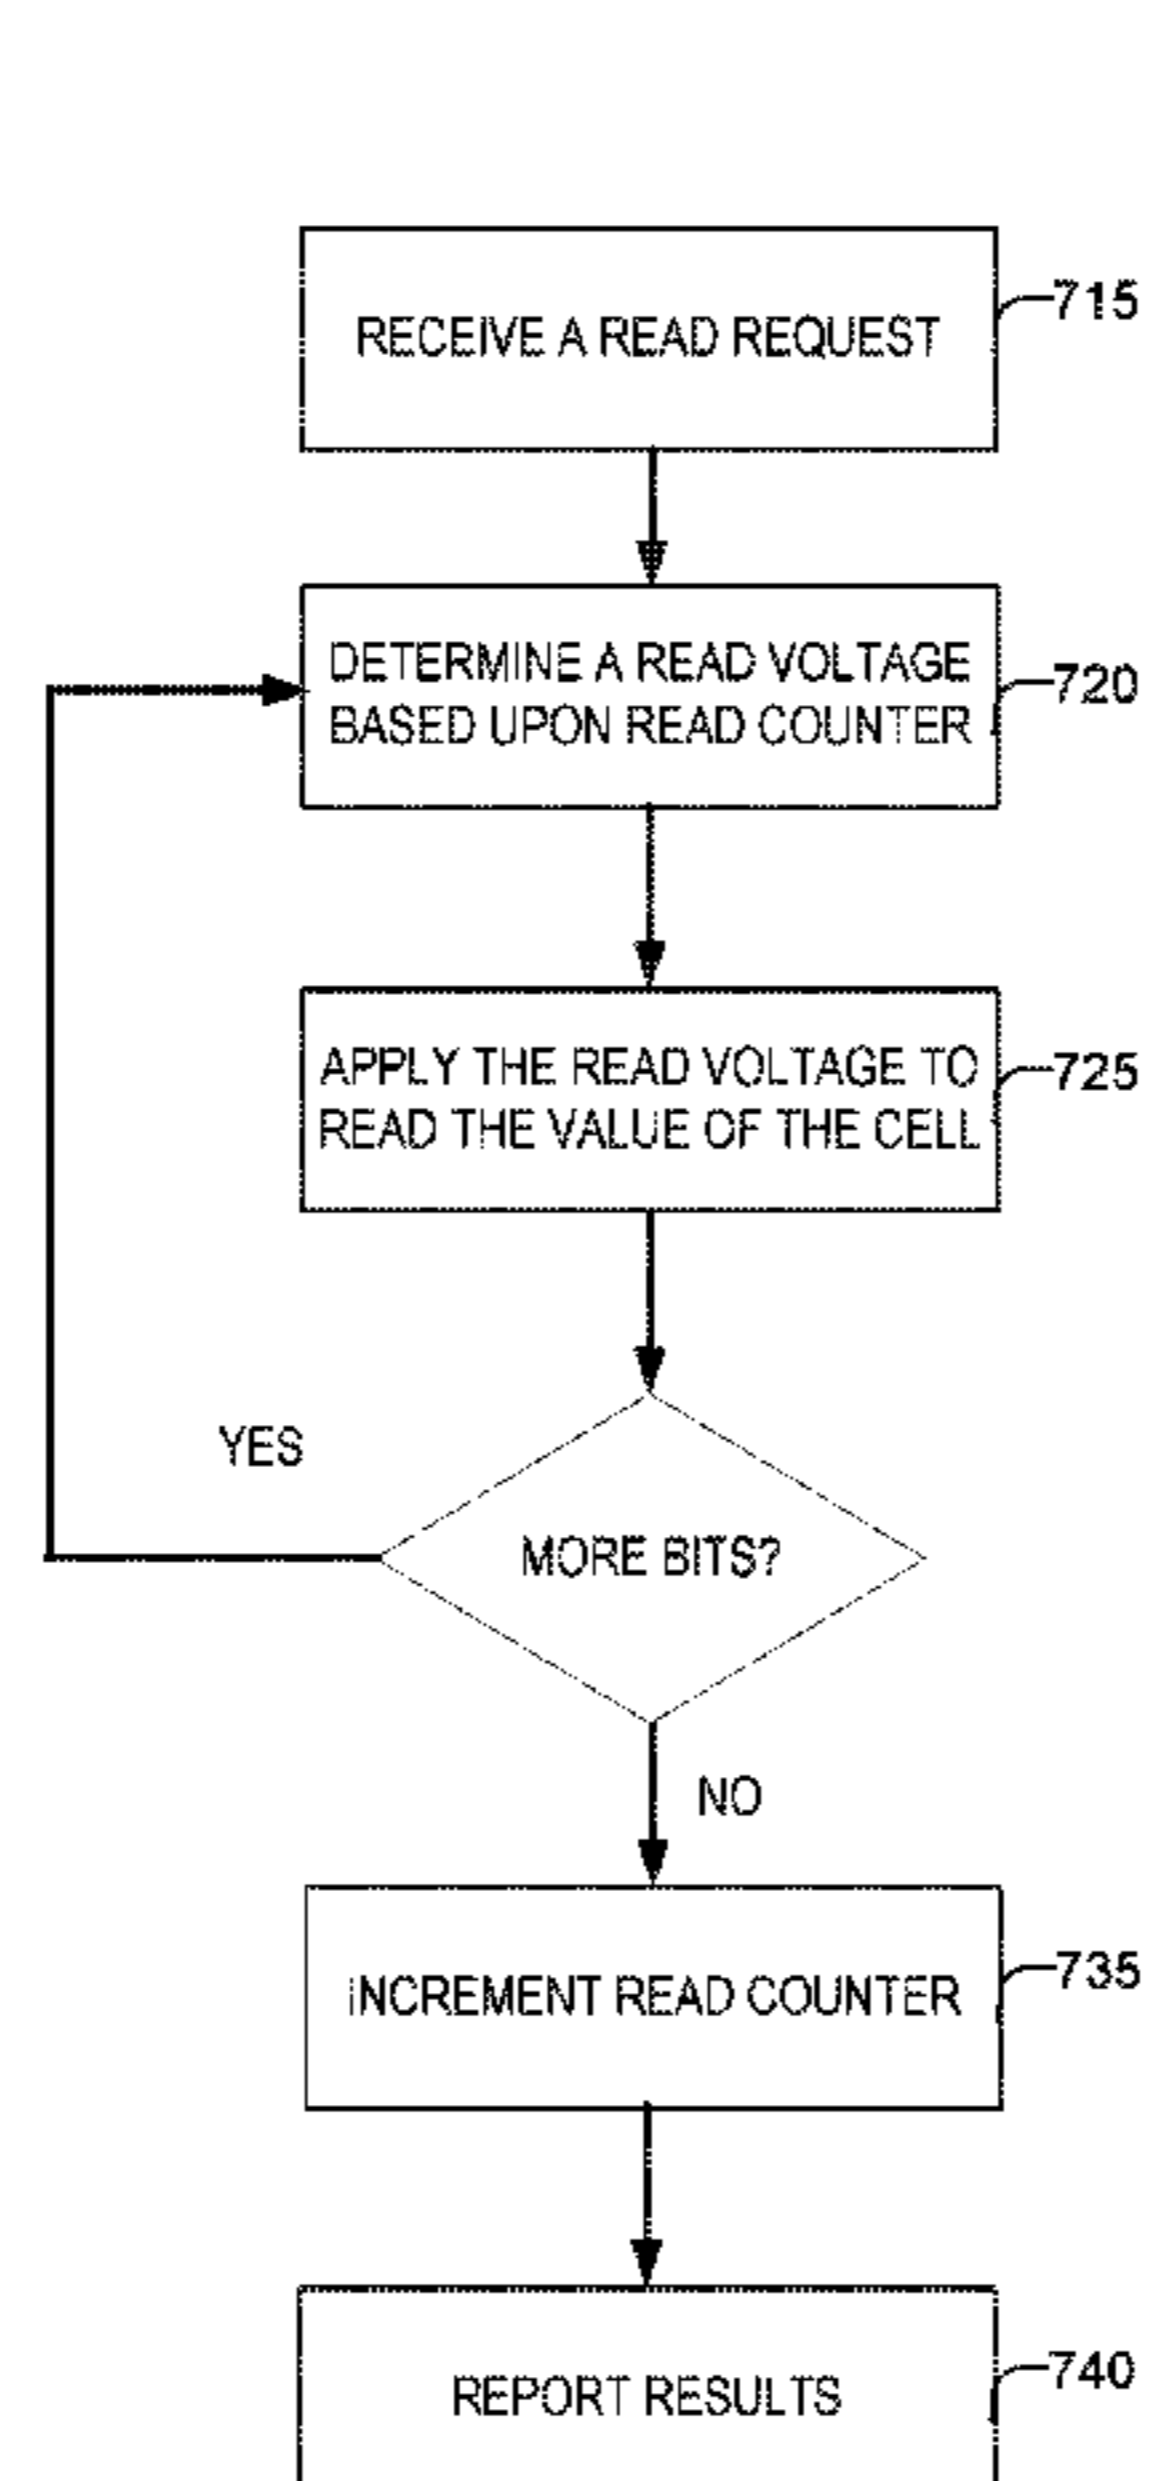 RECEIVE A READ REQUEST
715
DETERMINE A READ VOLTAGE
BASED UPON READ COUNTER
720
APPLY THE READ VOLTAGE TO
READ THE VALUE OF THE CELL
725
YES
MORE BITS?
NO
INCREMENT READ COUNTER
735
REPORT RESULTS
740